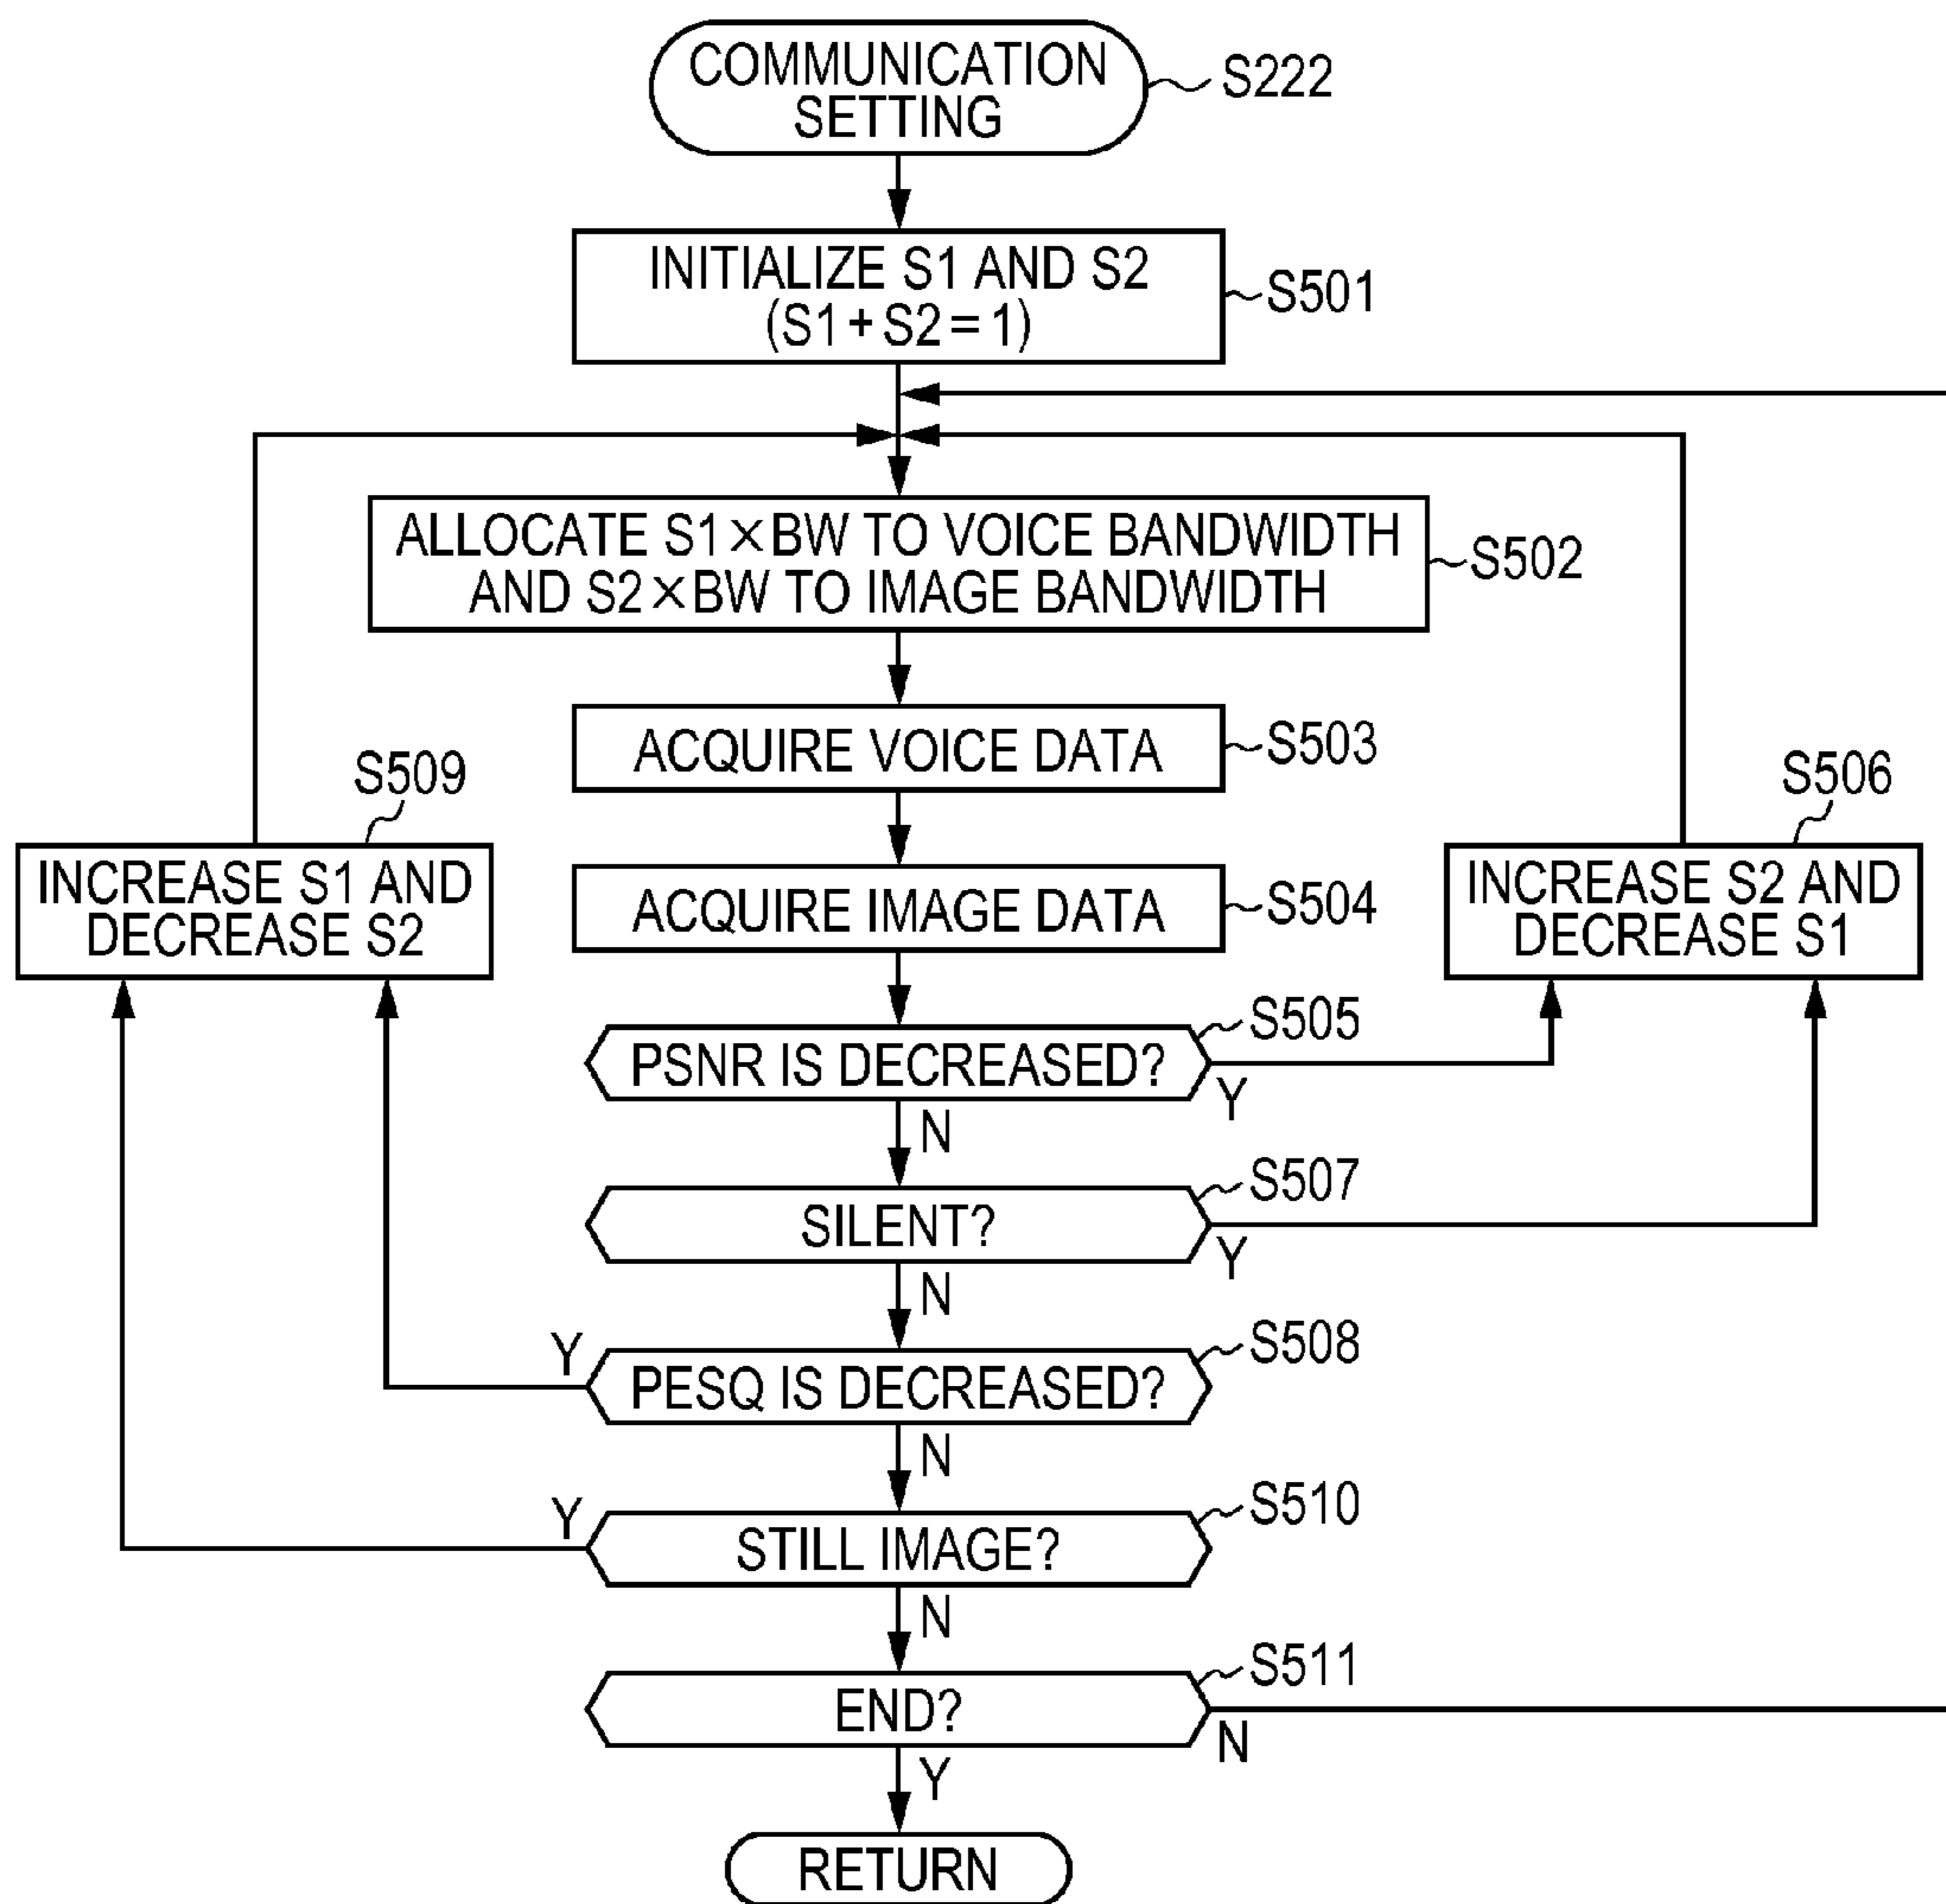 COMMUNICATION
SETTING
S222
INITIALIZE S1 AND S2
(S1+S2=1)
S501
ALLOCATE S1×BW TO VOICE BANDWIDTH
AND S2×BW TO IMAGE BANDWIDTH
S502
ACQUIRE VOICE DATA
S503
S509
INCREASE S1 AND
DECREASE S2
ACQUIRE IMAGE DATA
S504
S506
INCREASE S2 AND
DECREASE S1
PSNR IS DECREASED?
S505
Y
N
SILENT?
S507
Y
N
PESQ IS DECREASED?
S508
Y
N
STILL IMAGE?
S510
Y
N
END?
S511
N
Y
RETURN